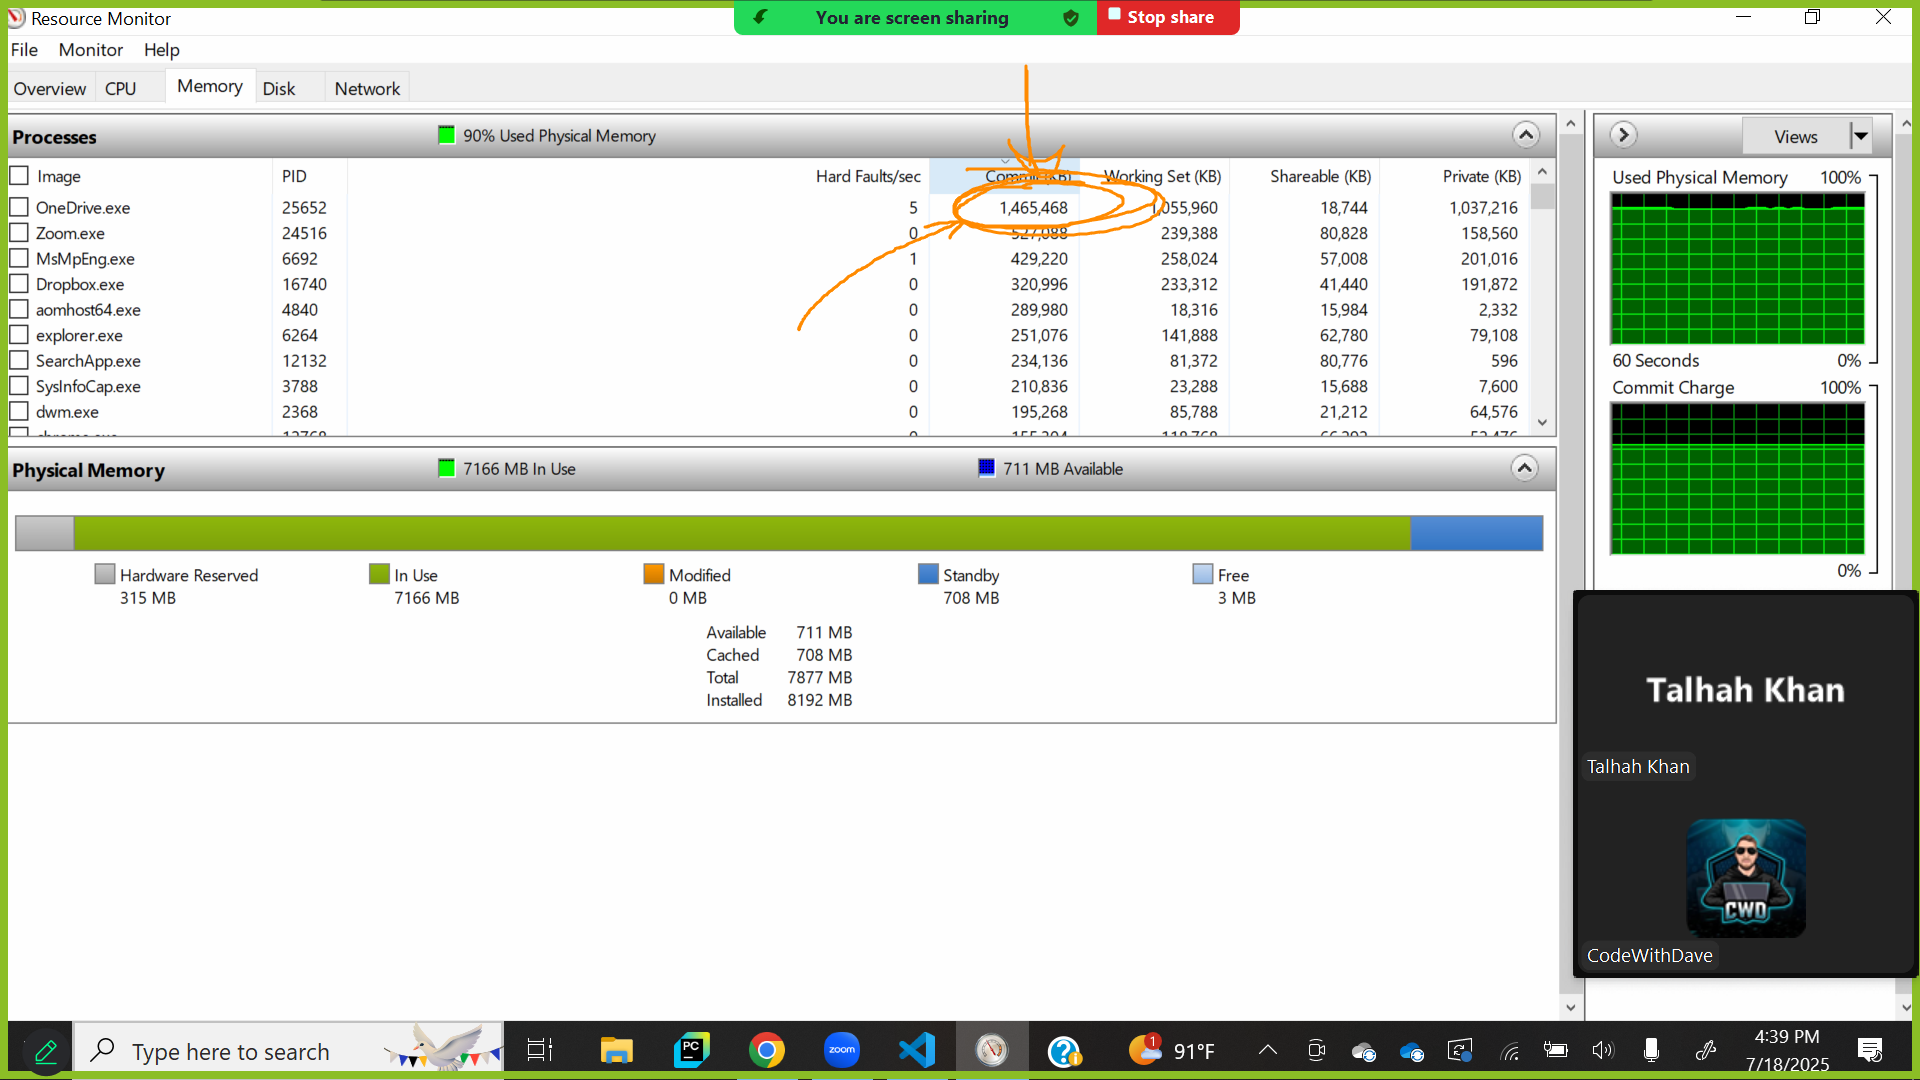 Resource Monitor
You are screen sharing
Stop share
File Monitor Help
Overview CPU Memory Disk Network
Processes 90% Used Physical Memory
Image PID Hard Faults/sec Commit (KB) Working Set (KB) Shareable (KB) Private (KB)
OneDrive.exe 25652 5 1,465,468 1,055,960 18,744 1,037,216
Zoom.exe 24516 0 527,088 239,388 80,828 158,560
MsMpEng.exe 6692 1 429,220 258,024 57,008 201,016
Dropbox.exe 16740 0 320,996 233,312 41,440 191,872
aomhost64.exe 4840 0 289,980 18,316 15,984 2,332
explorer.exe 6264 0 251,076 141,888 62,780 79,108
SearchApp.exe 12132 0 234,136 81,372 80,776 596
SysInfoCap.exe 3788 0 210,836 23,288 15,688 7,600
dwm.exe 2368 0 195,268 85,788 21,212 64,576
Physical Memory 7166 MB In Use 711 MB Available
Hardware Reserved In Use Modified Standby Free
315 MB 7166 MB 0 MB 708 MB 3 MB
Available 711 MB
Cached 708 MB
Total 7877 MB
Installed 8192 MB
Views
Used Physical Memory 100%
60 Seconds 0%
Commit Charge 100%
0%
Talhah Khan
Talhah Khan
CWD
CodeWithDave
Type here to search
PC
zoom
1
91°F
4:39 PM
7/18/2025